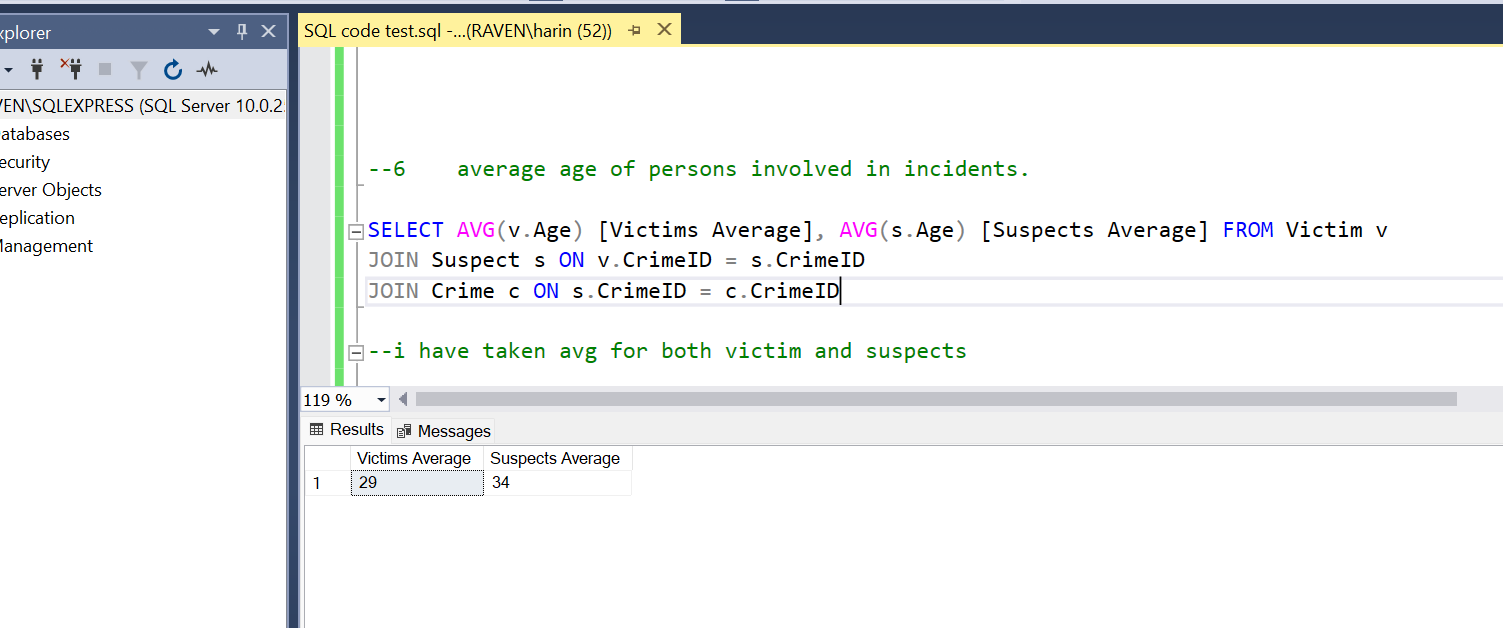 xplorer
SQL code test.sql -...(RAVEN\harin (52))
VEN\SQLEXPRESS (SQL Server 10.0.2
atabases
ecurity
erver Objects
eplication
anagement
--6    average age of persons involved in incidents.
SELECT AVG(v.Age) [Victims Average], AVG(s.Age) [Suspects Average] FROM Victim v
JOIN Suspect s ON v.CrimeID = s.CrimeID
JOIN Crime c ON s.CrimeID = c.CrimeID
--i have taken avg for both victim and suspects
119 %
Results Messages
Victims Average Suspects Average
1 29 34